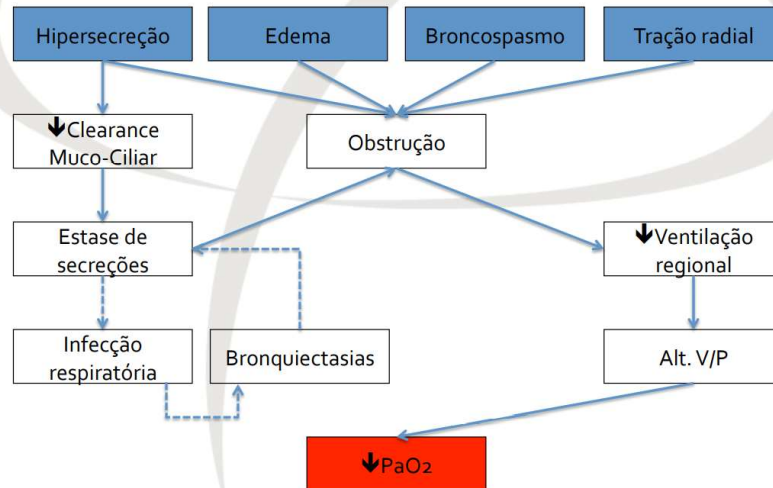 Hipersecreção
Edema
Broncospasmo
Tração radial
🡻Clearance
Muco-Ciliar
Obstrução
Estase de
secreções
🡻Ventilação
regional
Infecção
respiratória
Bronquiectasias
Alt. V/P
🡻PaO2